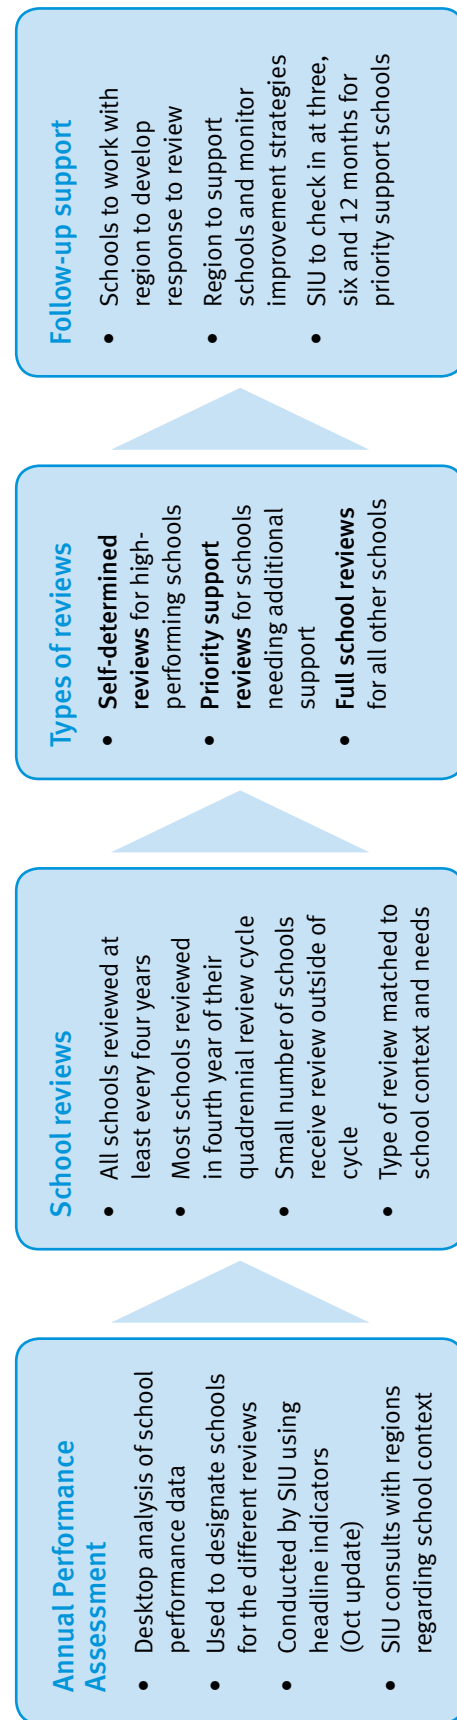 Annual Performance
Assessment
• Desktop analysis of school
performance data
• Used to designate schools
for the different reviews
• Conducted by SIU using
headline indicators
(Oct update)
• SIU consults with regions
regarding school context
School reviews
• All schools reviewed at
least every four years
• Most schools reviewed
in fourth year of their
quadrennial review cycle
• Small number of schools
receive review outside of
cycle
• Type of review matched to
school context and needs
Types of reviews
• Self-determined
reviews for high-
performing schools
• Priority support
reviews for schools
needing additional
support
• Full school reviews
for all other schools
Follow-up support
• Schools to work with
region to develop
response to review
• Region to support
schools and monitor
improvement strategies
• SIU to check in at three,
six and 12 months for
priority support schools